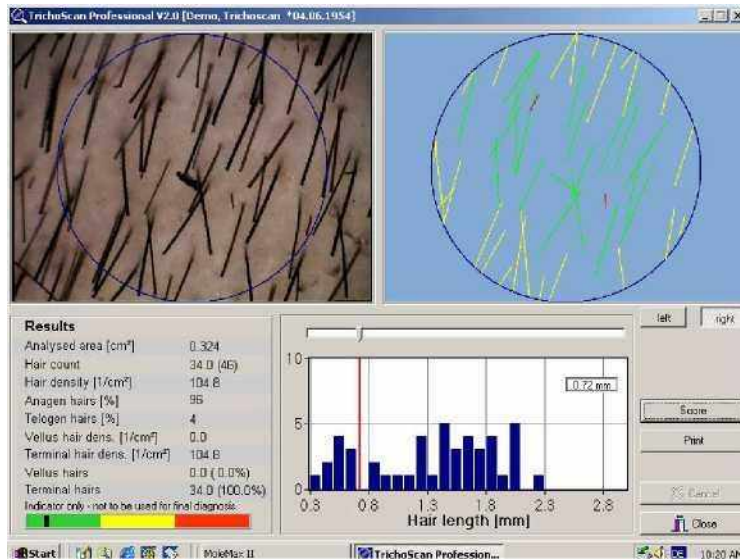 TrichoScan Professional V2.0 [Demo, Trichoscan *04.06.1954]
Results
Analysed area [cm²] 0.324
Hair count 34.0 (46)
Hair density [1/cm²] 104.8
Anagen hairs [%] 96
Telogen hairs [%] 4
Vellus hair dens. [1/cm²] 0.0
Terminal hair dens. [1/cm²] 104.8
Vellus hairs 0.0 ( 0.0%)
Terminal hairs 34.0 (100.0%)
Indicator only - not to be used for final diagnosis
10
5
0
0.72 mm
0.3 0.8 1.3 1.8 2.3 2.8
Hair length [mm]
left right
Score
Print
Cancel
Close
Start MoleMax II TrichoScan Profession... DE 10:20 AM